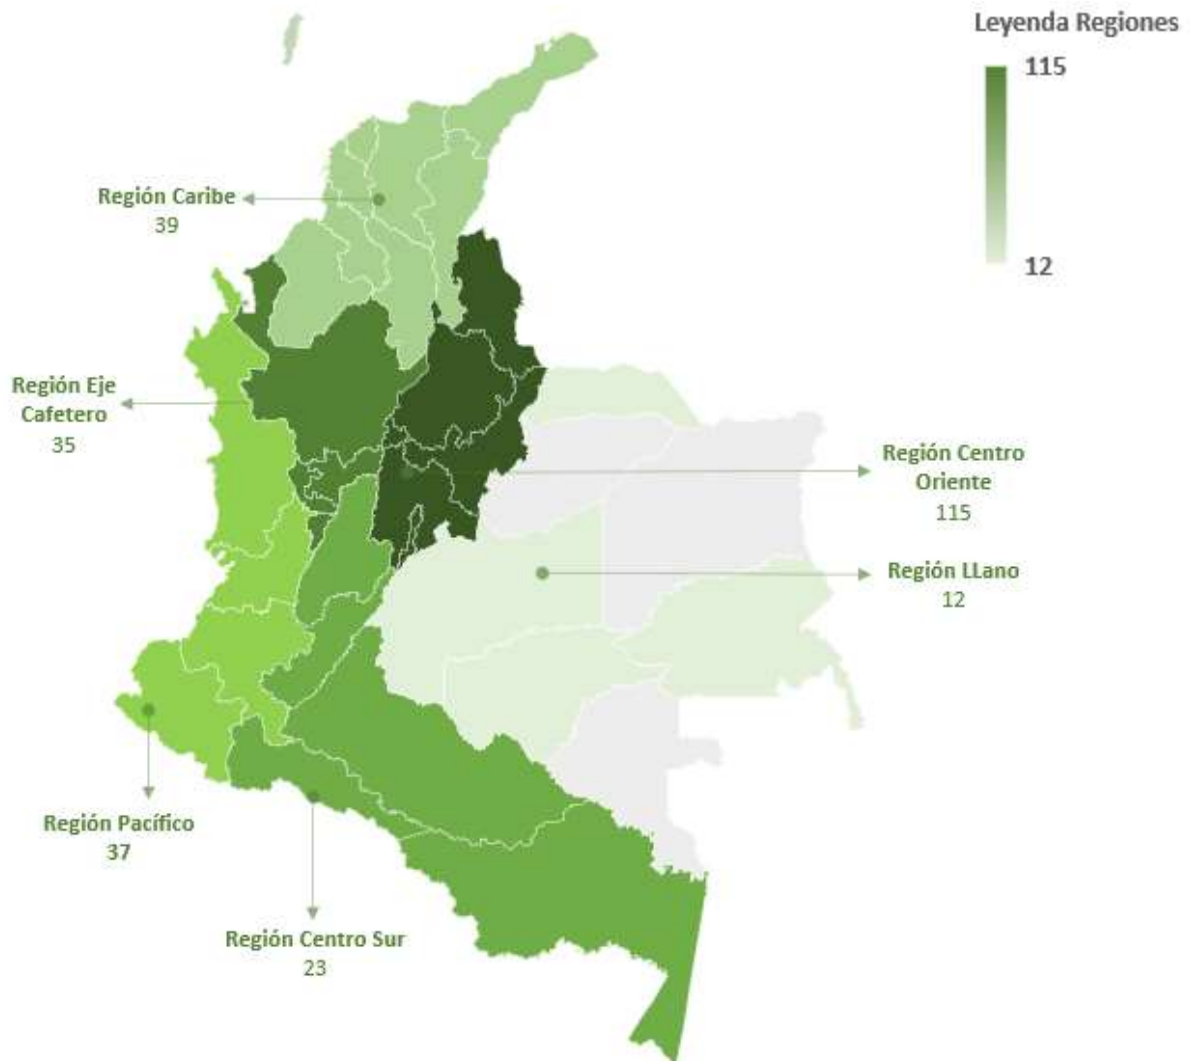 Leyenda Regiones
115
12
Región Caribe
39
Región Eje
Cafetero
35
Región Centro
Oriente
115
Región LLano
12
Región Pacífico
37
Región Centro Sur
23